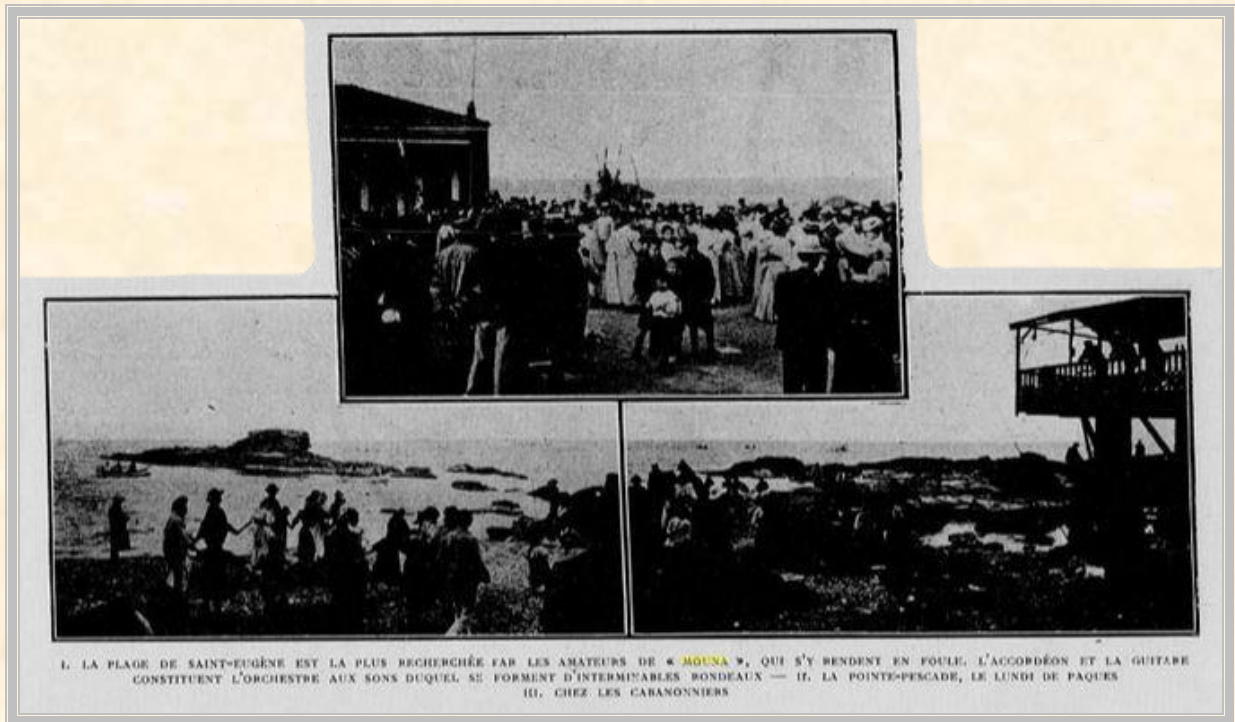 I. LA PLAGE DE SAINT-EUGÈNE EST LA PLUS RECHERCHÉE PAR LES AMATEURS DE « MOUNA », QUI S'Y RENDENT EN FOULE. L'ACCORDÉON ET LA GUITARE
CONSTITUENT L'ORCHESTRE AUX SONS DUQUEL SE FORMENT D'INTERMINABLES RONDEAUX — II. LA POINTE-PESCADE, LE LUNDI DE PAQUES
III. CHEZ LES CABANONNIERS